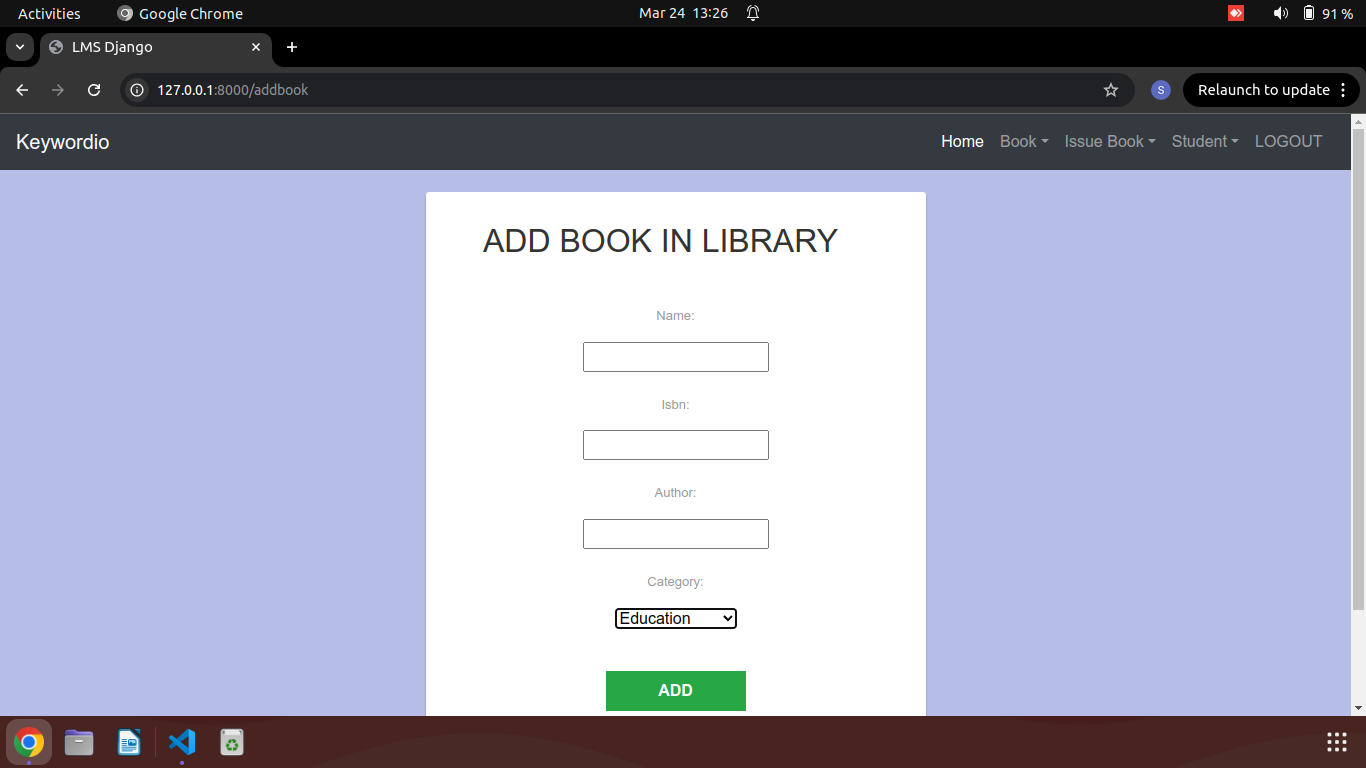 Activities Google Chrome Mar 24 13:26 91 %
LMS Django
127.0.0.1:8000/addbook S Relaunch to update
Keywordio Home Book Issue Book Student LOGOUT
ADD BOOK IN LIBRARY
Name:
Isbn:
Author:
Category:
Education
ADD